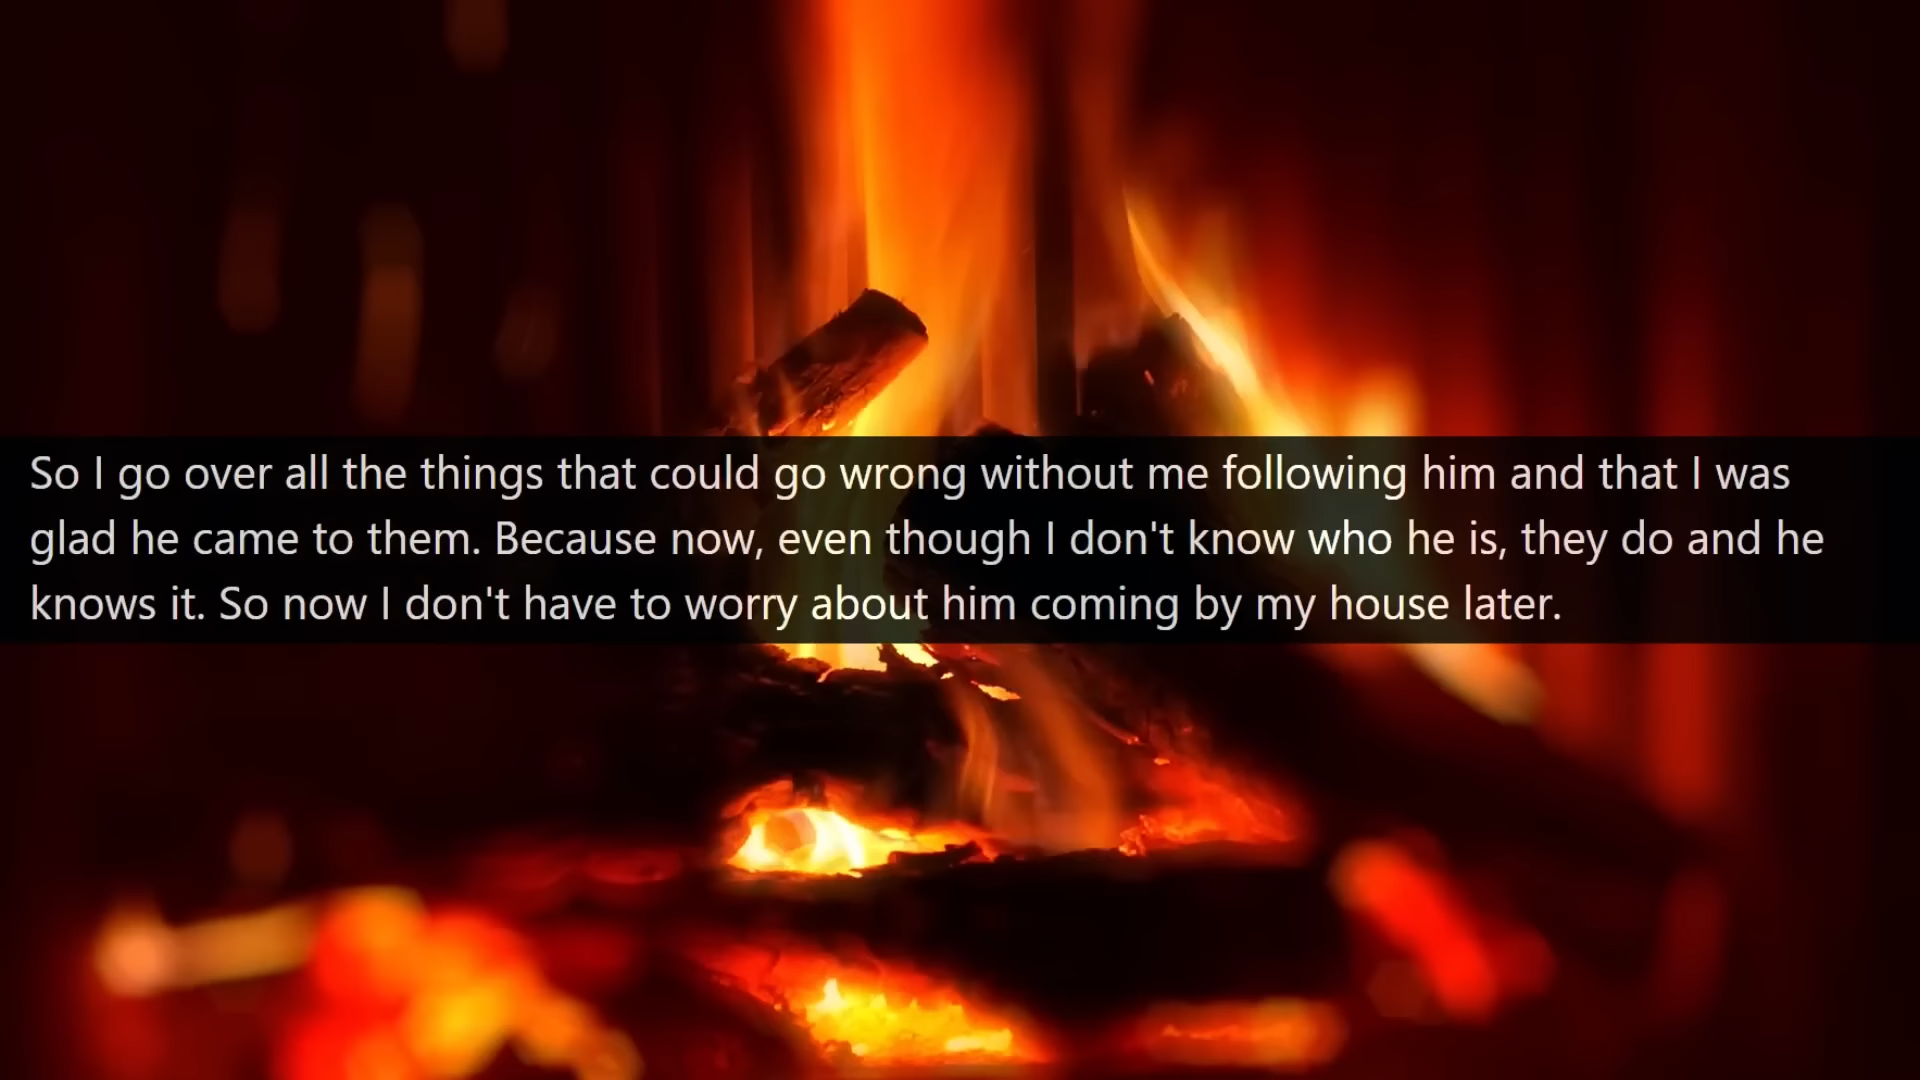 So I go over all the things that could go wrong without me following him and that I was
glad he came to them. Because now, even though I don't know who he is, they do and he
knows it. So now I don't have to worry about him coming by my house later.